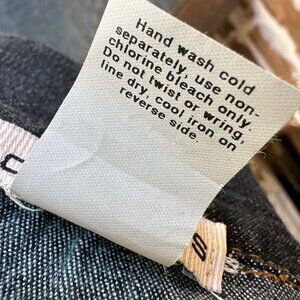 Hand wash cold
separately, use non-
chlorine bleach only
Do not twist or wring,
line dry, cool iron on
reverse side.
S